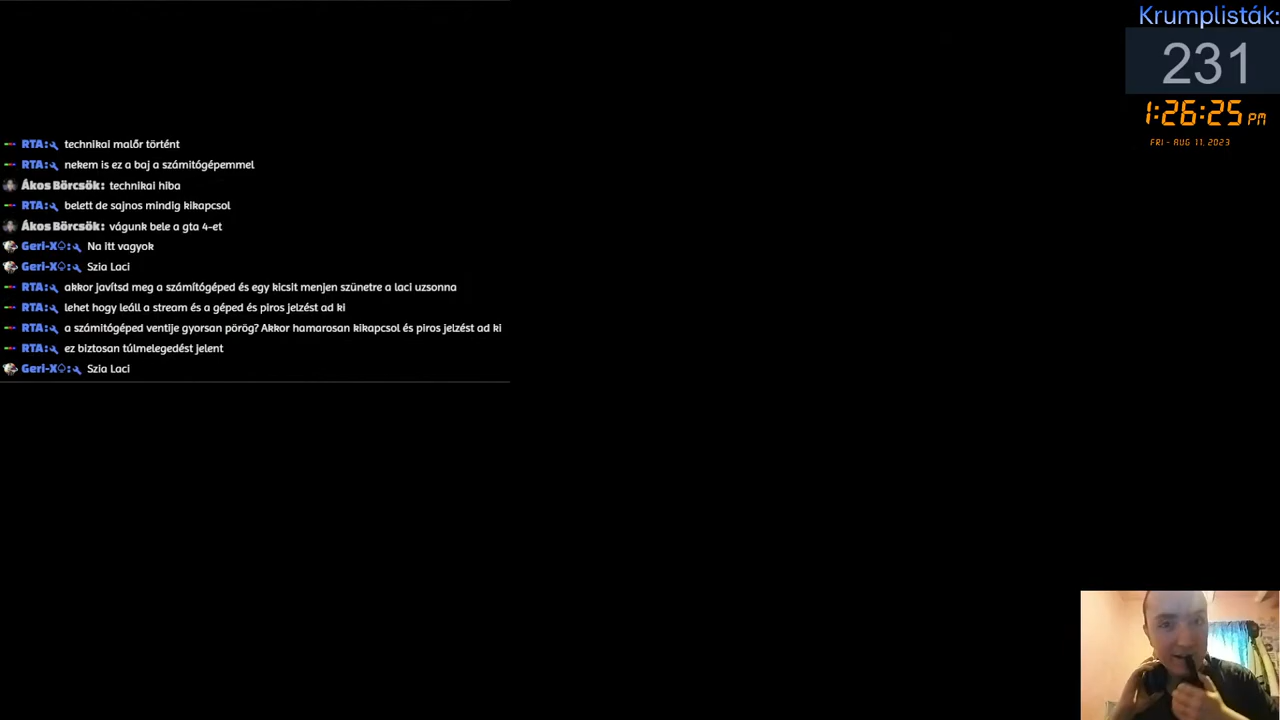 Krumplisták:
231
1:26:25 PM
FRI - AUG 11, 2023
RTA: technikai malőr történt
RTA: nekem is ez a baj a számitógépemmel
Ákos Börcsök: technikai hiba
RTA: belett de sajnos mindig kikapcsol
Ákos Börcsök: vágunk bele a gta 4-et
Geri-X♤: Na itt vagyok
Geri-X♤: Szia Laci
RTA: akkor javítsd meg a számítógéped és egy kicsit menjen szünetre a laci uzsonna
RTA: lehet hogy leáll a stream és a géped és piros jelzést ad ki
RTA: a számitógéped ventije gyorsan pörög? Akkor hamarosan kikapcsol és piros jelzést ad ki
RTA: ez biztosan túlmelegedést jelent
Geri-X♤: Szia Laci